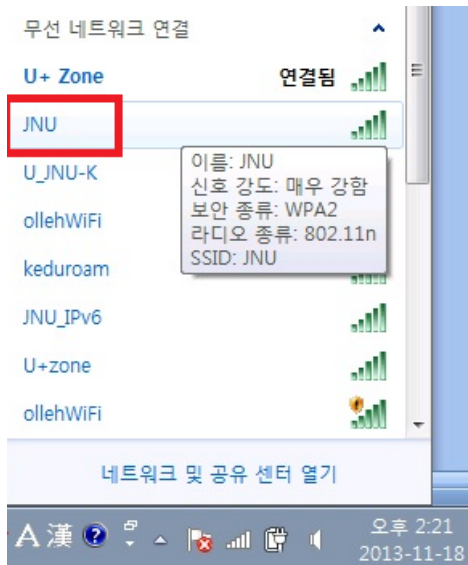 무선 네트워크 연결
U+ Zone 연결됨
JNU
이름: JNU
신호 강도: 매우 강함
보안 종류: WPA2
라디오 종류: 802.11n
SSID: JNU
U_JNU-K
ollehWiFi
keduroam
JNU_IPv6
U+zone
ollehWiFi
네트워크 및 공유 센터 열기
A 漢 오후 2:21
2013-11-18